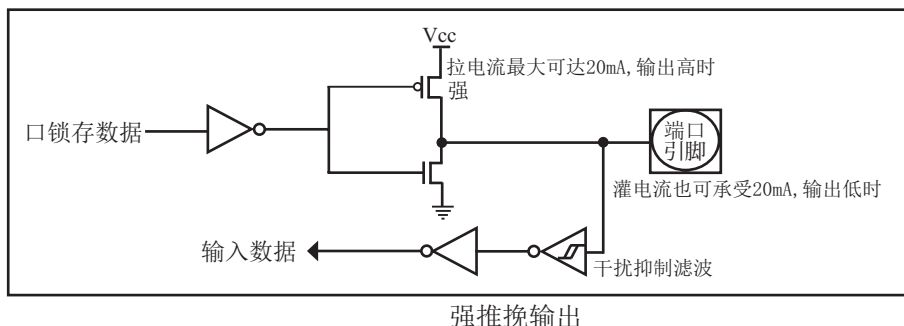 Vcc
拉电流最大可达20mA,输出高时
强
口锁存数据
端口
引脚
灌电流也可承受20mA,输出低时
输入数据
干扰抑制滤波
强推挽输出